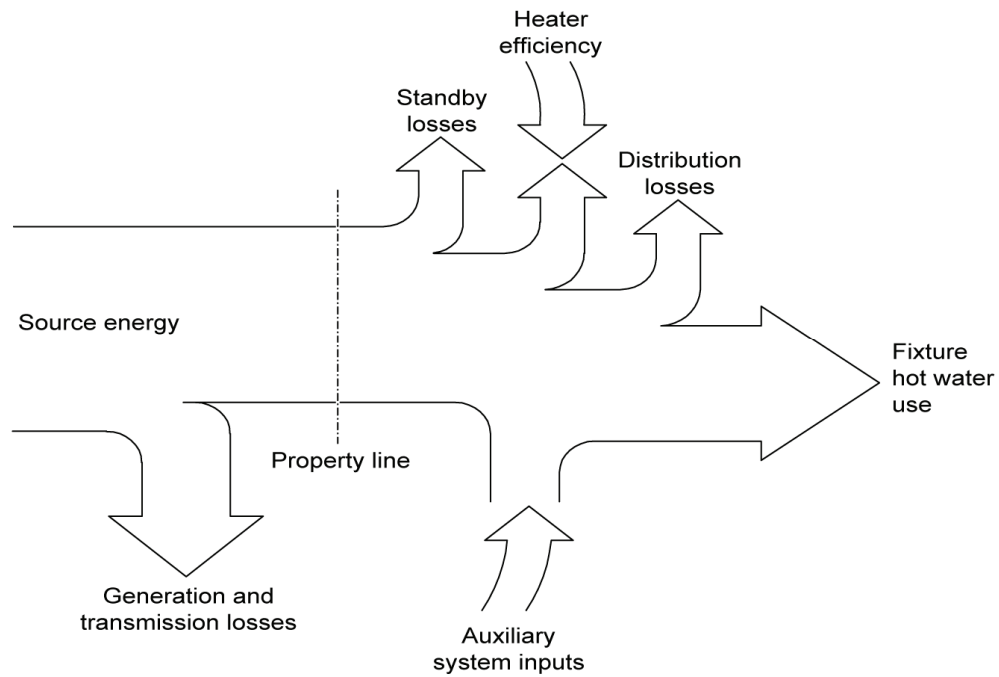 Heater
efficiency
Standby
losses
Distribution
losses
Source energy
Fixture
hot water
use
Property line
Generation and
transmission losses
Auxiliary
system inputs